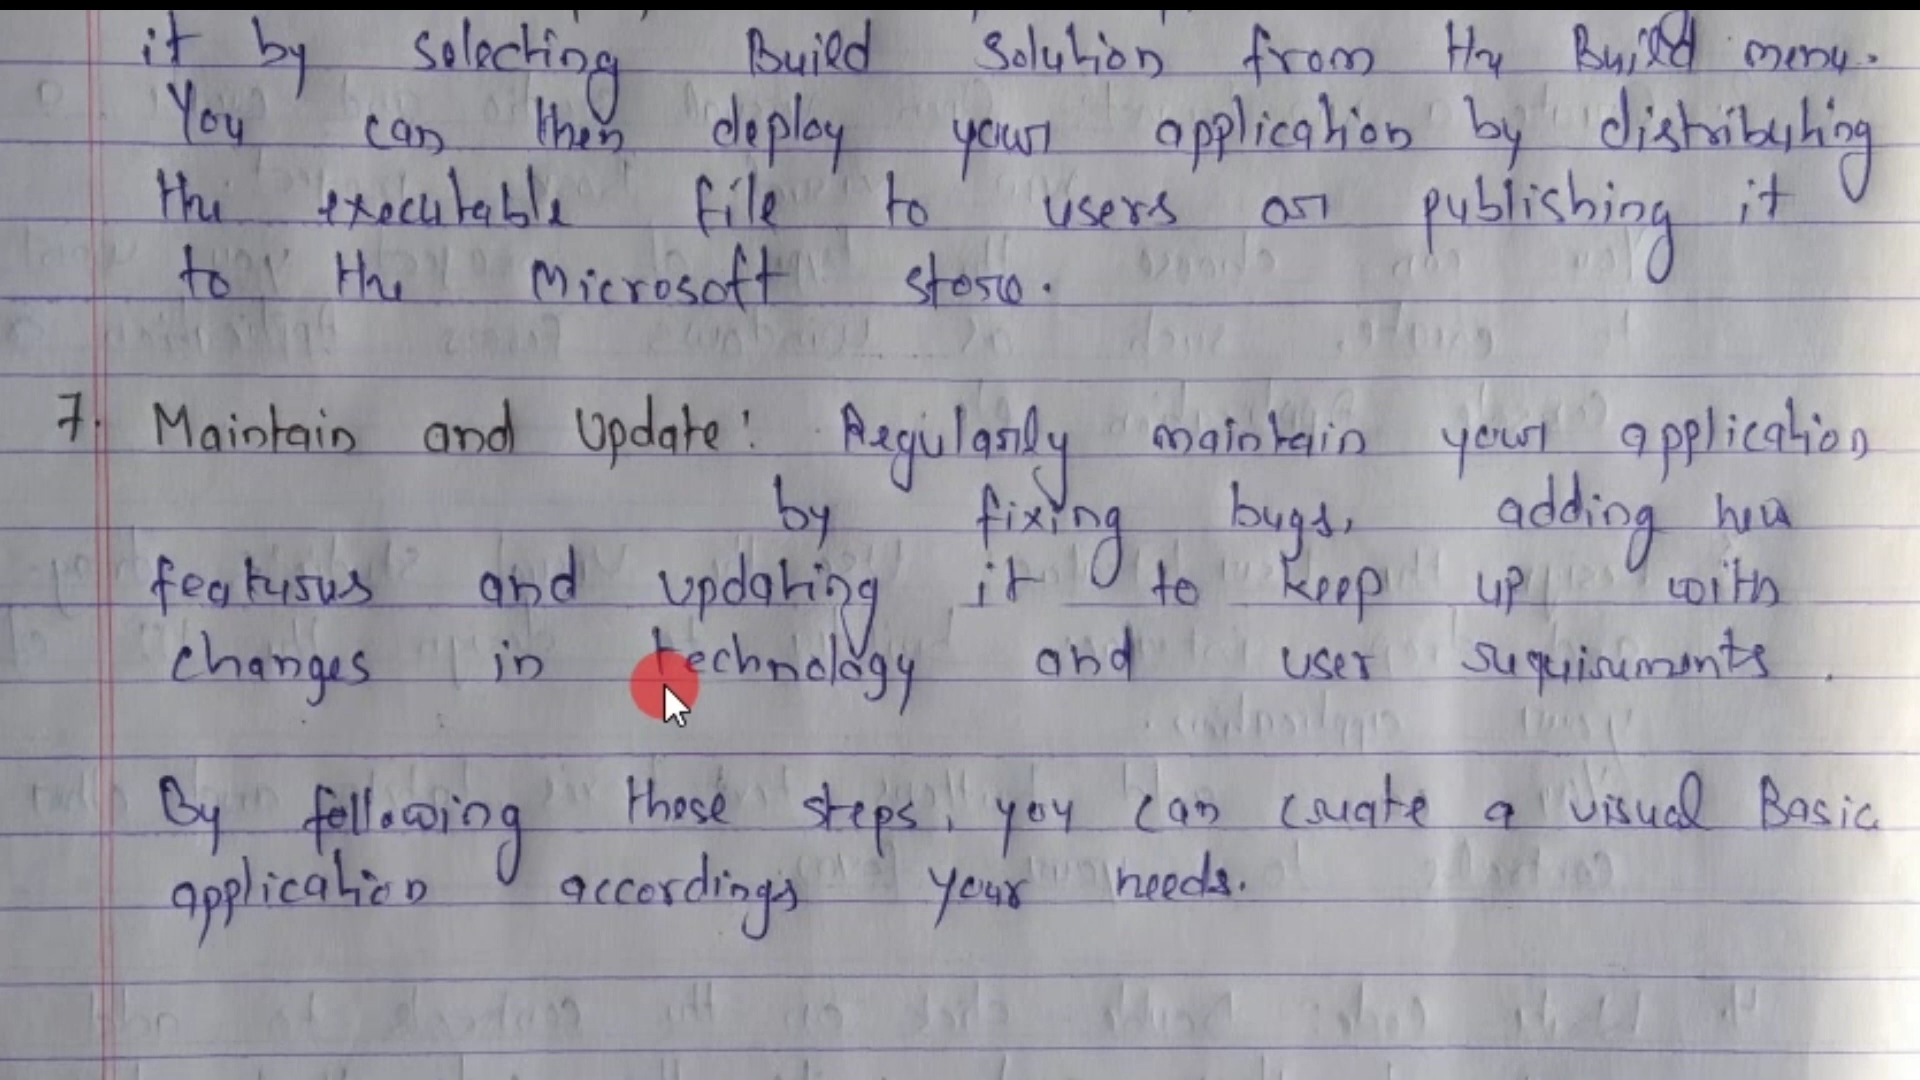 it by selecting Build Solution from the Build menu.
You can then deploy your application by distributing
the executable file to users or publishing it
to the Microsoft store.
7. Maintain and Update: Regularly maintain your application
by fixing bugs, adding new
features and updating it to keep up with
changes in technology and user requirements.
By following these steps, you can create a visual Basic
application accordings your needs.